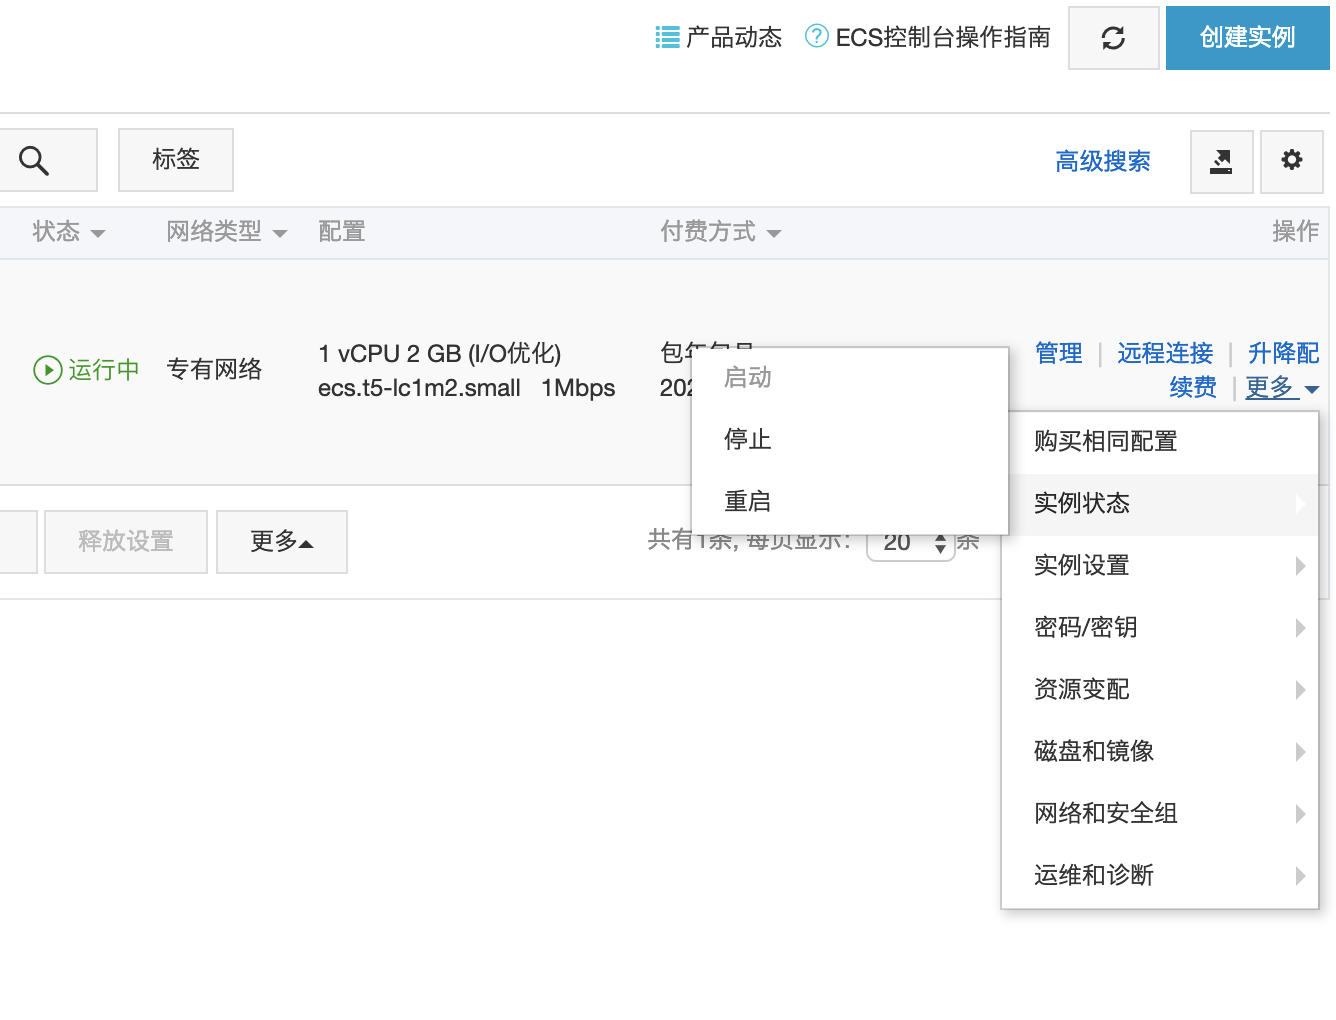 产品动态
ECS控制台操作指南
创建实例
标签
高级搜索
状态
网络类型
配置
付费方式
操作
运行中
专有网络
1 vCPU 2 GB (I/O优化)
ecs.t5-lc1m2.small 1Mbps
202
管理 | 远程连接 | 升降配
续费 | 更多
启动
停止
重启
购买相同配置
实例状态
实例设置
密码/密钥
资源变配
磁盘和镜像
网络和安全组
运维和诊断
释放设置
更多
共有1条, 每页显示: 20 条